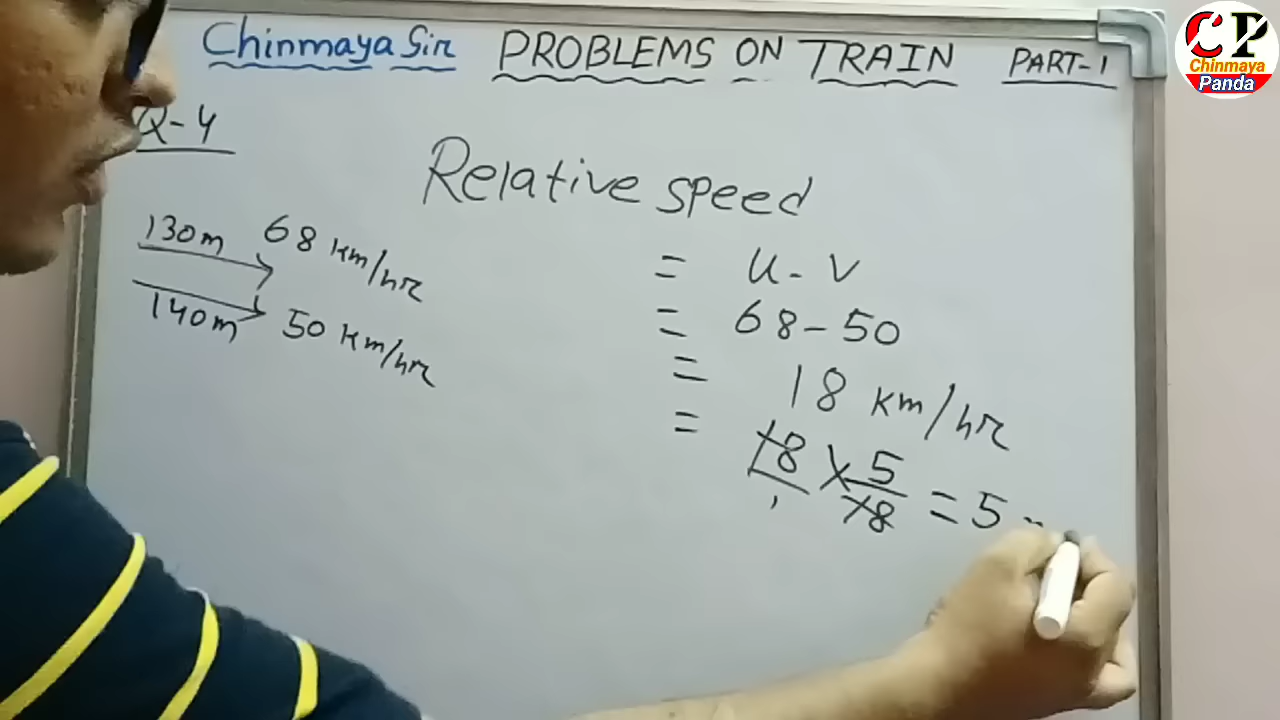 Chinmaya Sir PROBLEMS ON TRAIN PART-1
CP
Chinmaya
Panda
Q-4
Relative speed
130m 68 km/hr
140m 50 km/hr
= u-v
= 68-50
= 18 km/hr
= 18/1 × 5/18 = 5